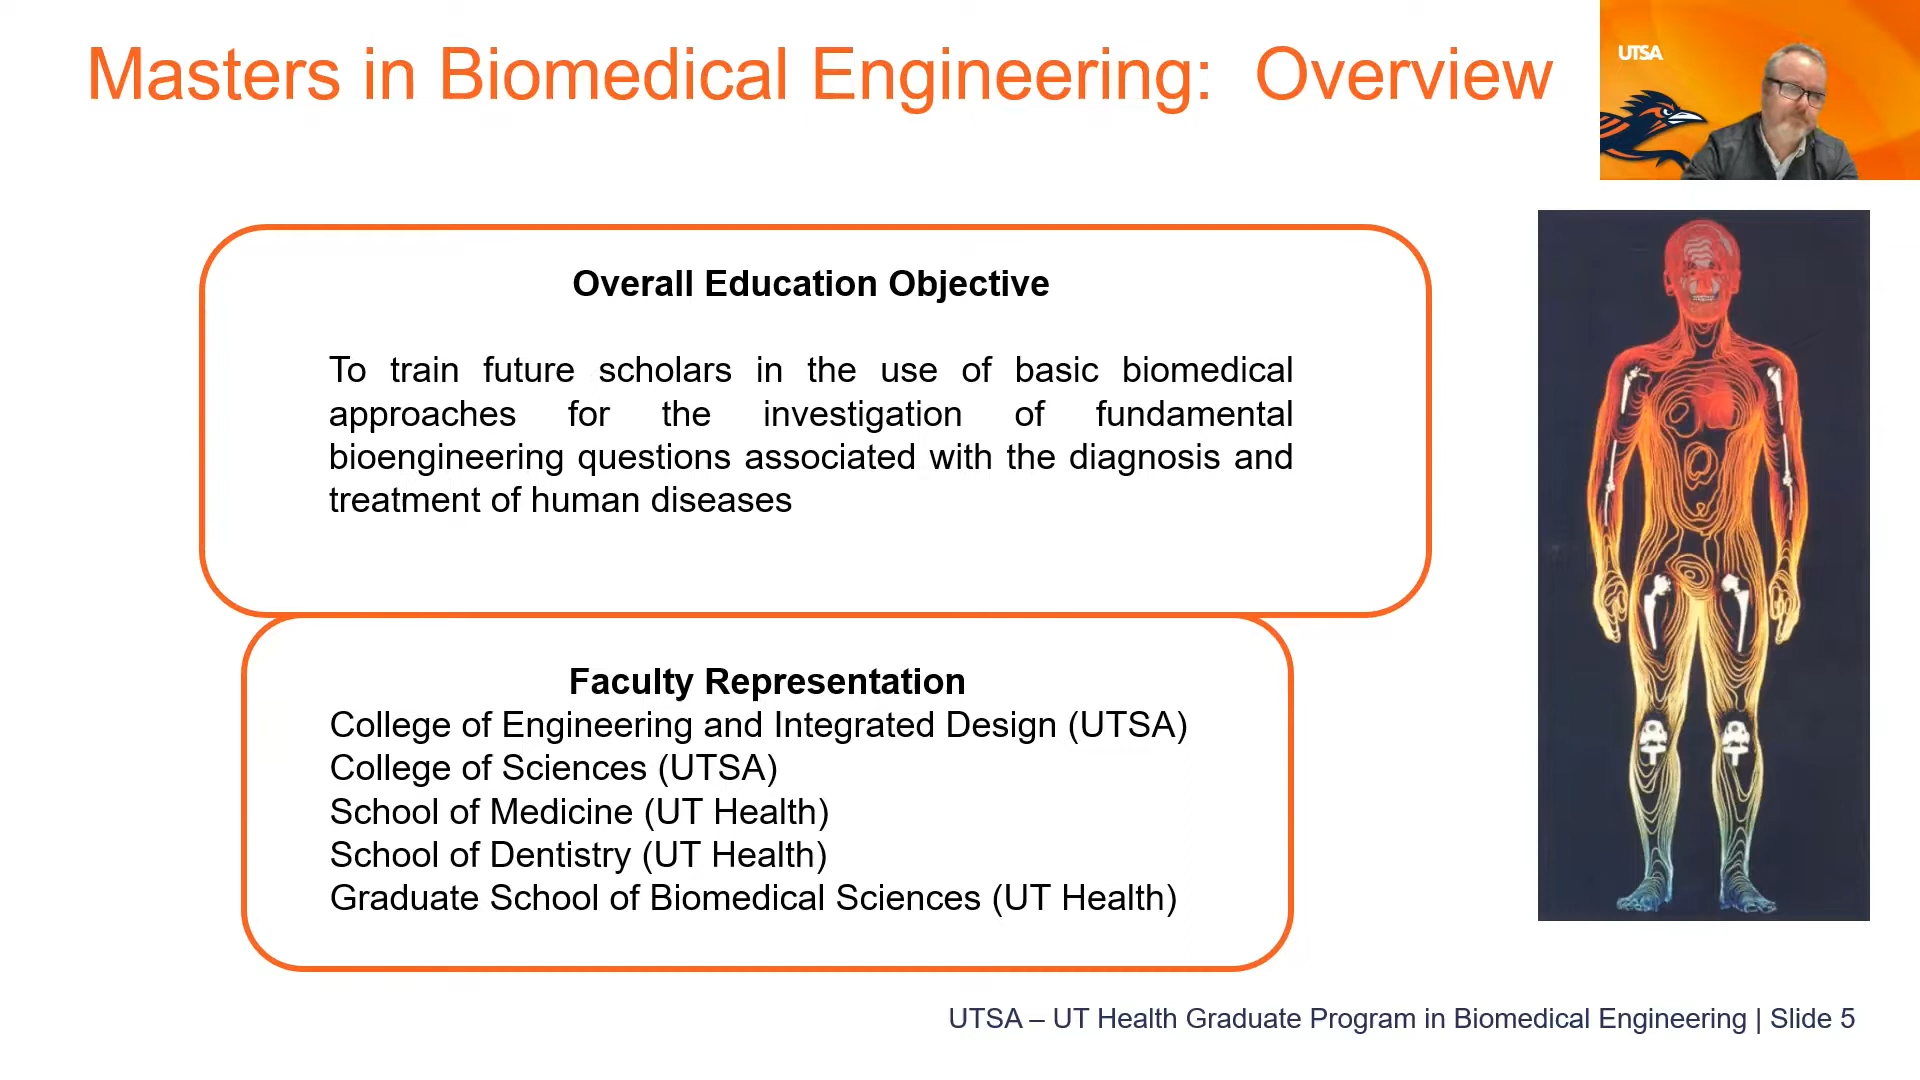 Masters in Biomedical Engineering: Overview
UTSA
Overall Education Objective
To train future scholars in the use of basic biomedical
approaches for the investigation of fundamental
bioengineering questions associated with the diagnosis and
treatment of human diseases
Faculty Representation
College of Engineering and Integrated Design (UTSA)
College of Sciences (UTSA)
School of Medicine (UT Health)
School of Dentistry (UT Health)
Graduate School of Biomedical Sciences (UT Health)
UTSA – UT Health Graduate Program in Biomedical Engineering | Slide 5